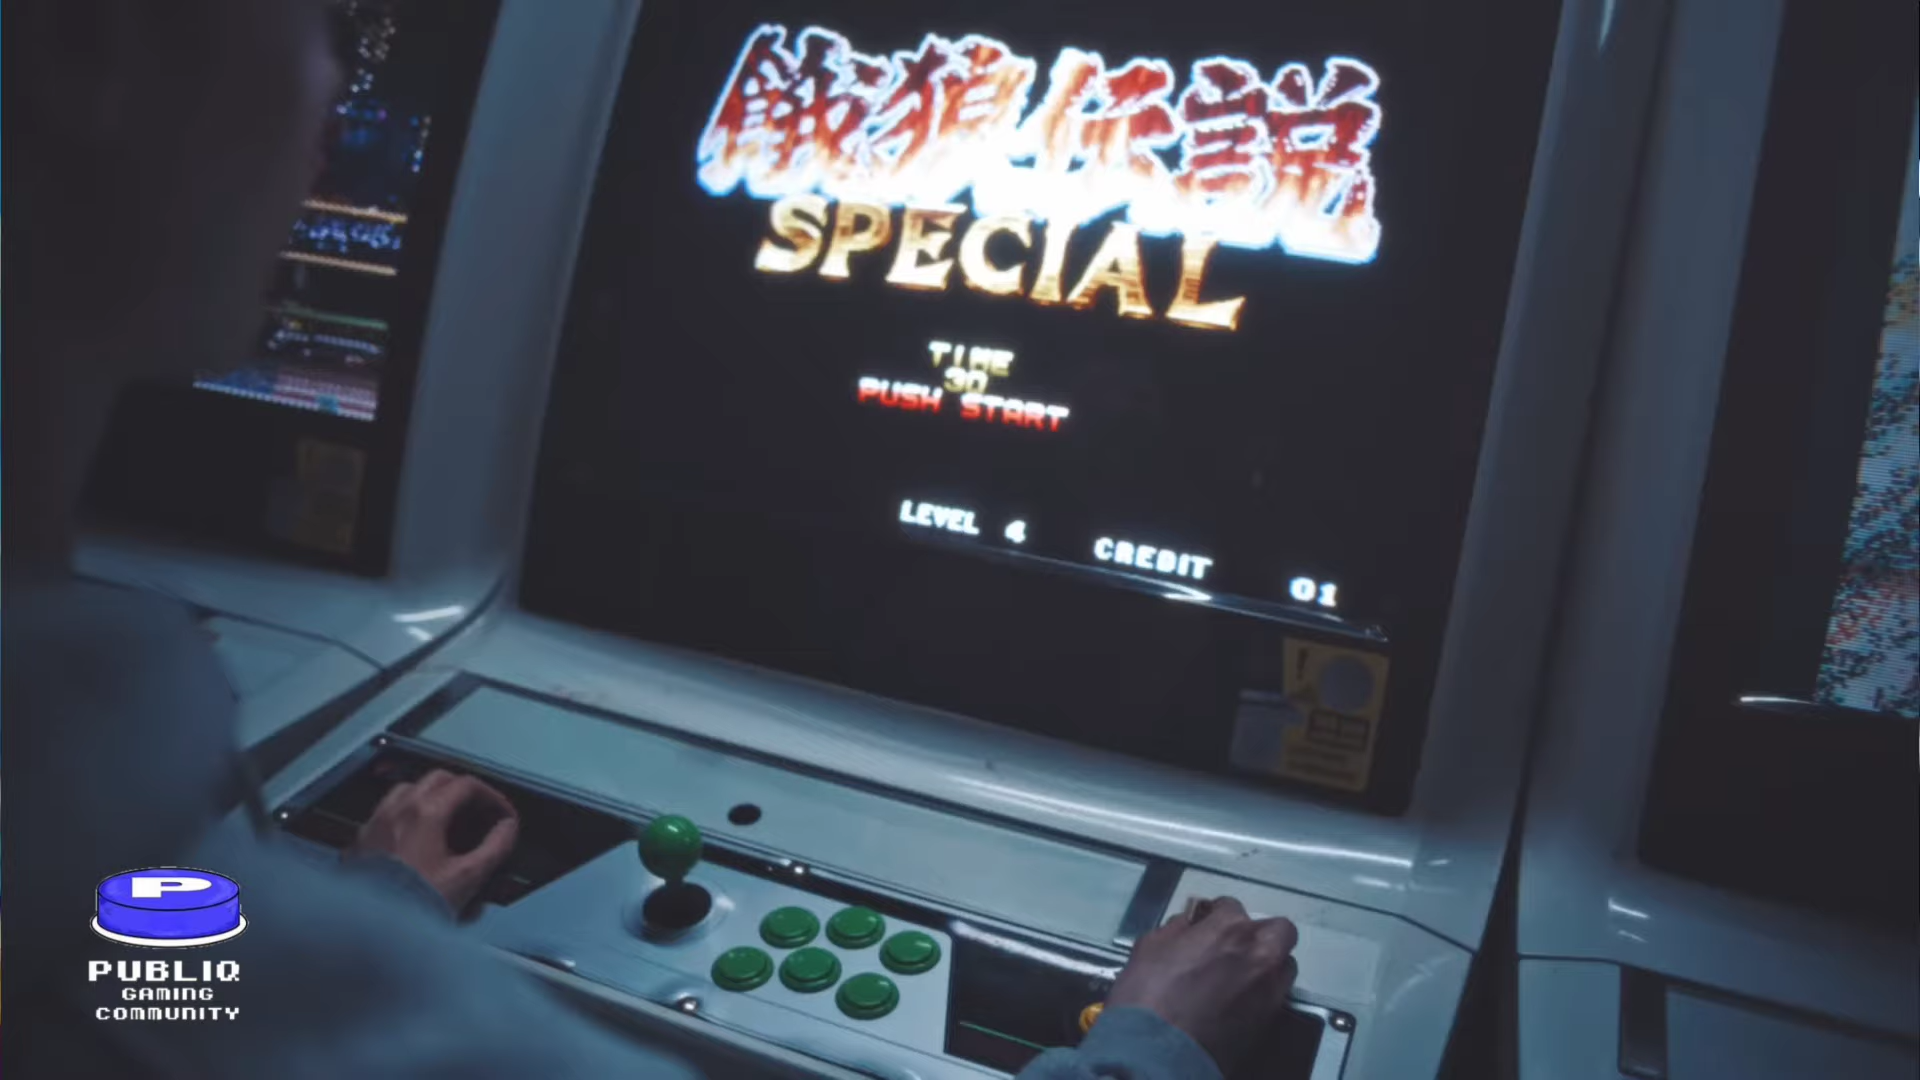 餓狼伝説
SPECIAL
TIME
30
PUSH START
LEVEL 4 CREDIT 01
P
PUBLIQ
GAMING
COMMUNITY